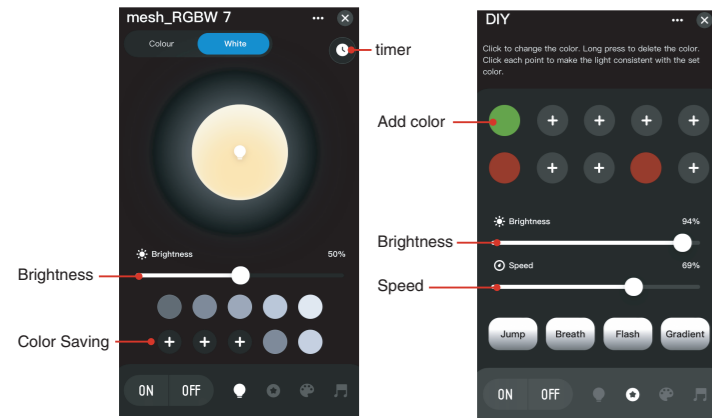 mesh_RGBW 7
Colour
White
timer
Brightness
50%
Brightness
Color Saving
ON
OFF
DIY
Click to change the color. Long press to delete the color.
Click each point to make the light consistent with the set
color.
Add color
Brightness
94%
Brightness
Speed
69%
Speed
Jump
Breath
Flash
Gradient
ON
OFF